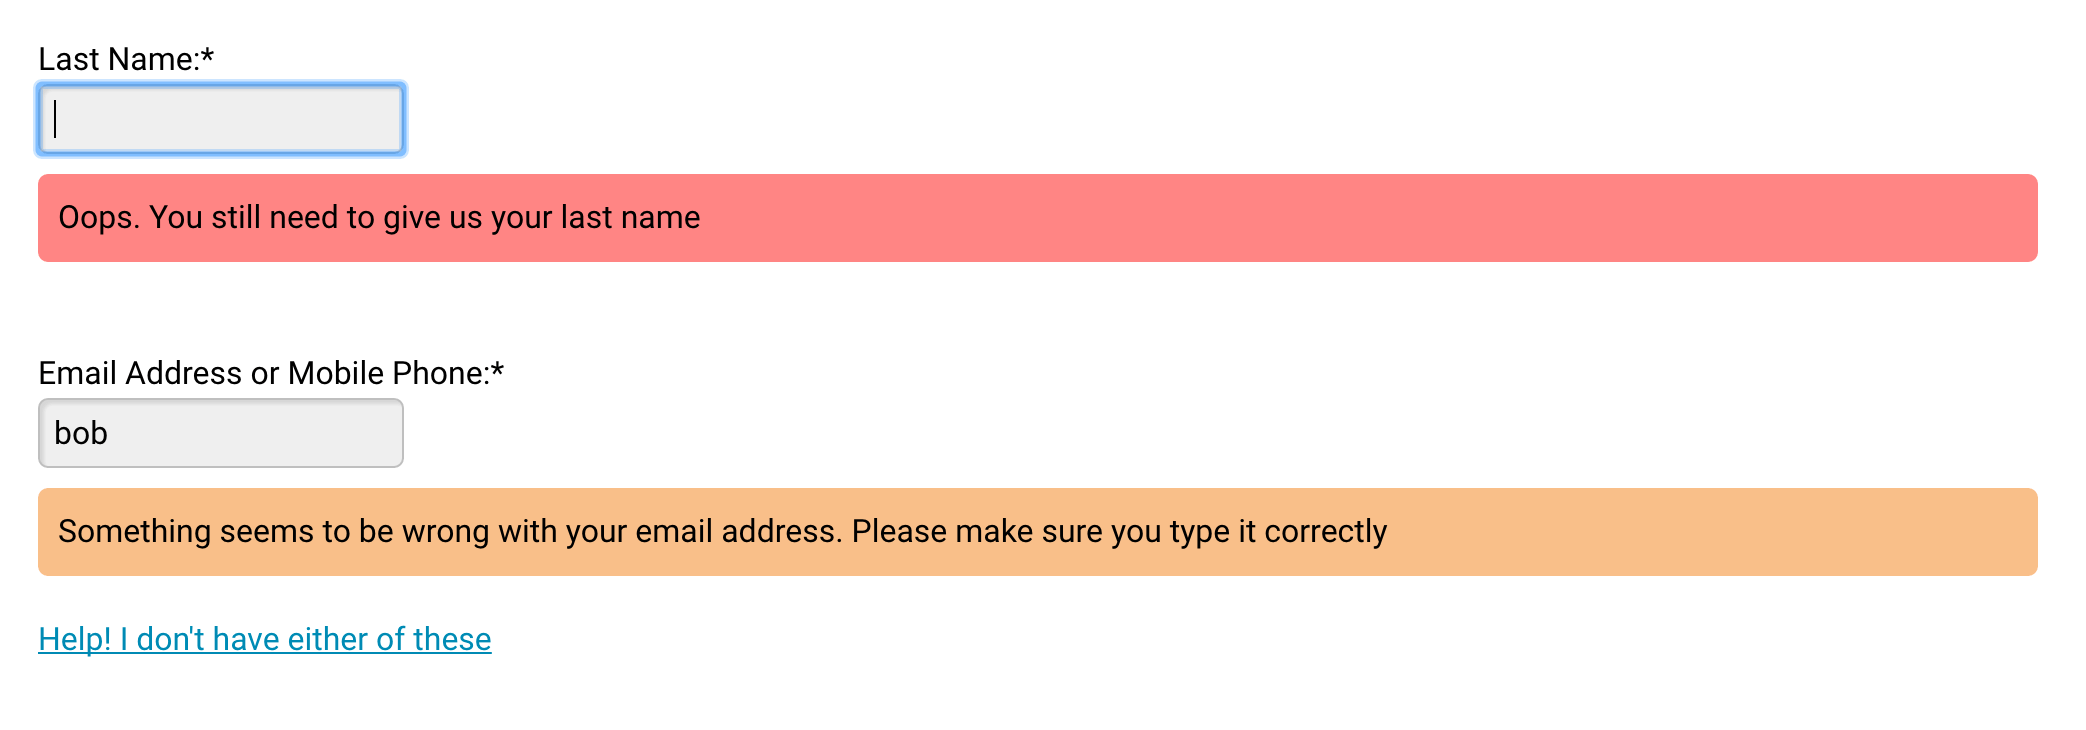 Last Name:*
Oops. You still need to give us your last name
Email Address or Mobile Phone:*
bob
Something seems to be wrong with your email address. Please make sure you type it correctly
Help! I don't have either of these